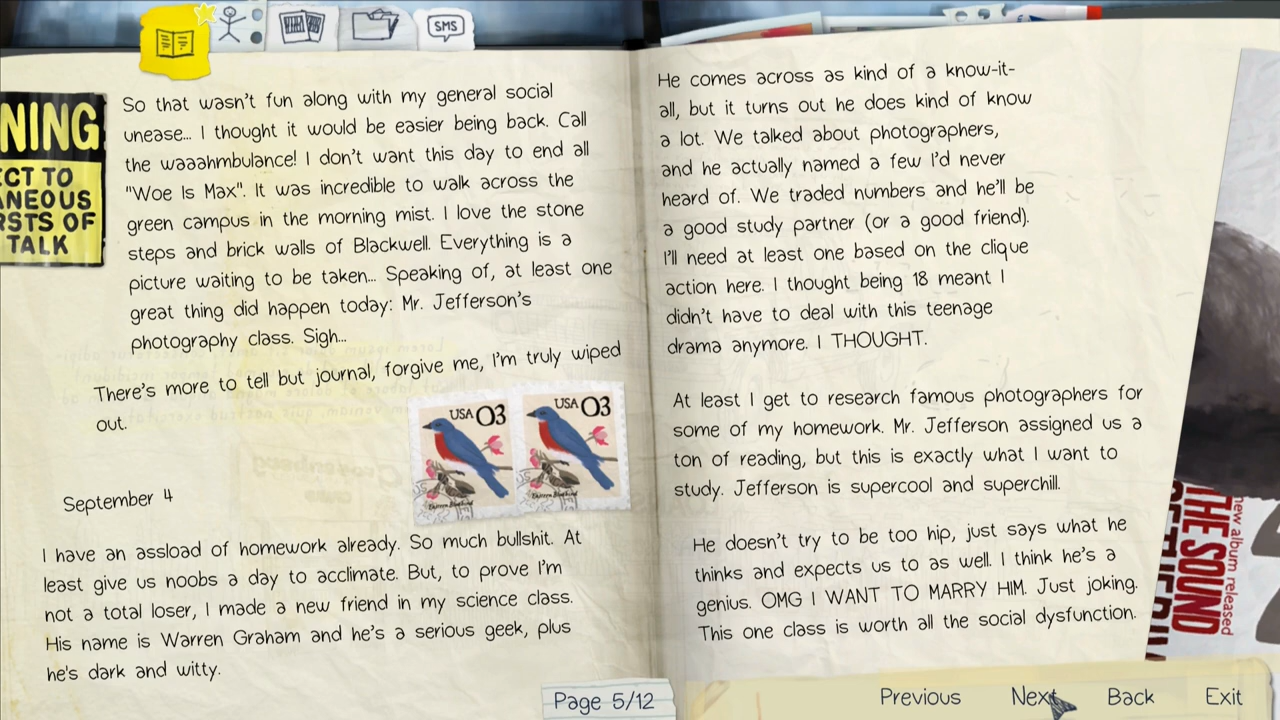 SMS
NING
ECT TO
ANEOUS
RSTS OF
TALK
So that wasn't fun along with my general social
unease... I thought it would be easier being back. Call
the waaahmbulance! I don't want this day to end all
"Woe Is Max". It was incredible to walk across the
green campus in the morning mist. I love the stone
steps and brick walls of Blackwell. Everything is a
picture waiting to be taken... Speaking of, at least one
great thing did happen today: Mr. Jefferson's
photography class. Sigh...
There's more to tell but journal, forgive me, I'm truly wiped
out.
USA 03
USA 03
Eastern Bluebird
Eastern Bluebird
September 4
I have an assload of homework already. So much bullshit. At
least give us noobs a day to acclimate. But, to prove I'm
not a total loser, I made a new friend in my science class.
His name is Warren Graham and he's a serious geek, plus
he's dark and witty.
He comes across as kind of a know-it-
all, but it turns out he does kind of know
a lot. We talked about photographers,
and he actually named a few I'd never
heard of. We traded numbers and he'll be
a good study partner (or a good friend).
I'll need at least one based on the clique
action here. I thought being 18 meant I
didn't have to deal with this teenage
drama anymore. I THOUGHT.
At least I get to research famous photographers for
some of my homework. Mr. Jefferson assigned us a
ton of reading, but this is exactly what I want to
study. Jefferson is supercool and superchill.
He doesn't try to be too hip, just says what he
thinks and expects us to as well. I think he's a
genius. OMG I WANT TO MARRY HIM. Just joking.
This one class is worth all the social dysfunction.
new album released
THE SOUND
Page 5/12
Previous
Next
Back
Exit